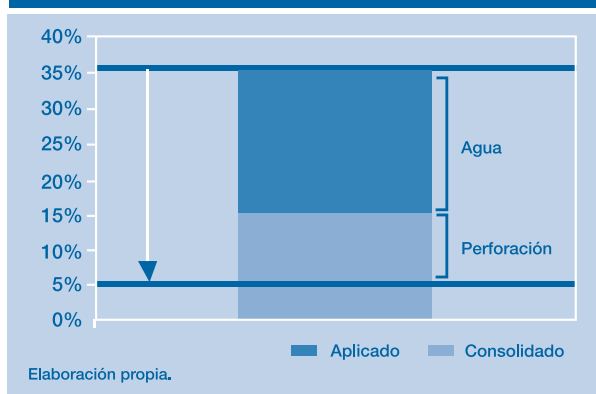 40%
35%
30%
25%
20%
15%
10%
5%
0%
Agua
Perforación
Aplicado
Consolidado
Elaboración propia.